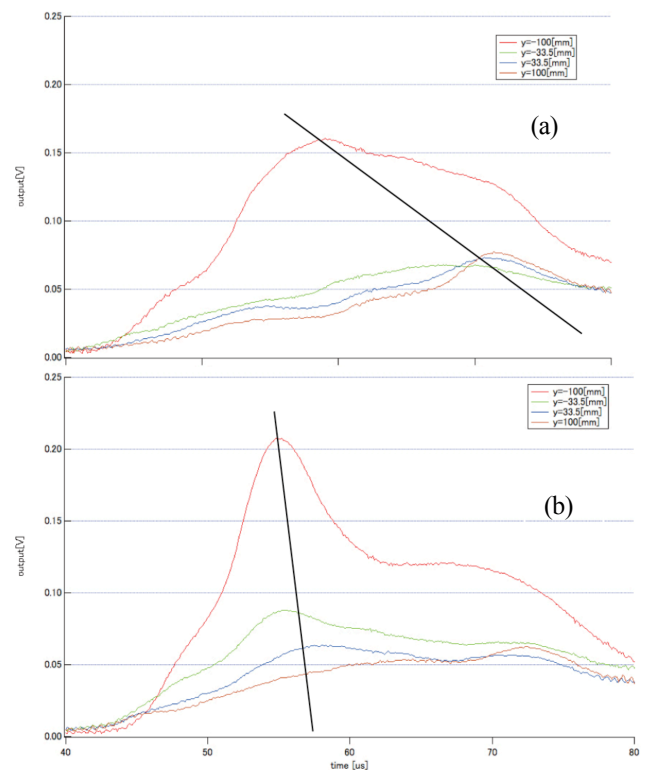 0.25
y=-100[mm]
y=-33.5[mm]
y=33.5[mm]
y=100[mm]
0.20
(a)
0.15
output[V]
0.10
0.05
0.00
0.25
y=-100[mm]
y=-33.5[mm]
y=33.5[mm]
y=100[mm]
0.20
(b)
0.15
output[V]
0.10
0.05
0.00
40 50 60 70 80
time [us]